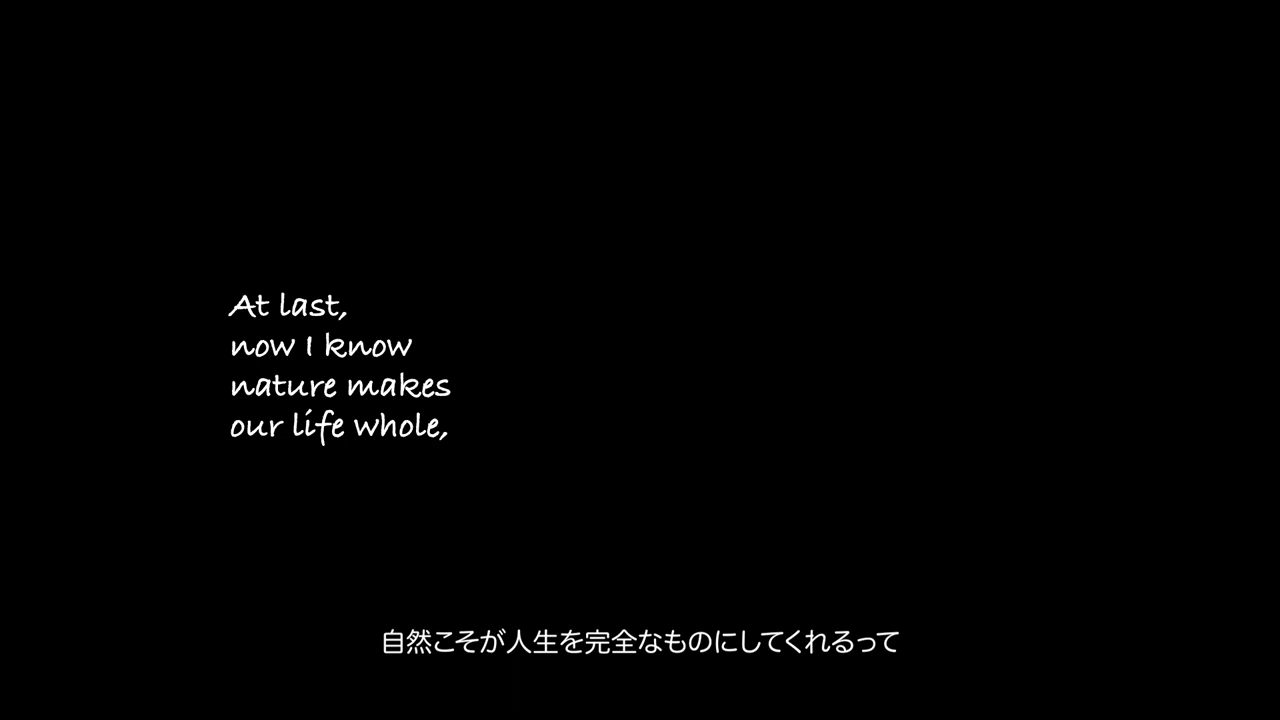 At last,
now I know
nature makes
our life whole,
自然こそが人生を完全なものにしてくれるって